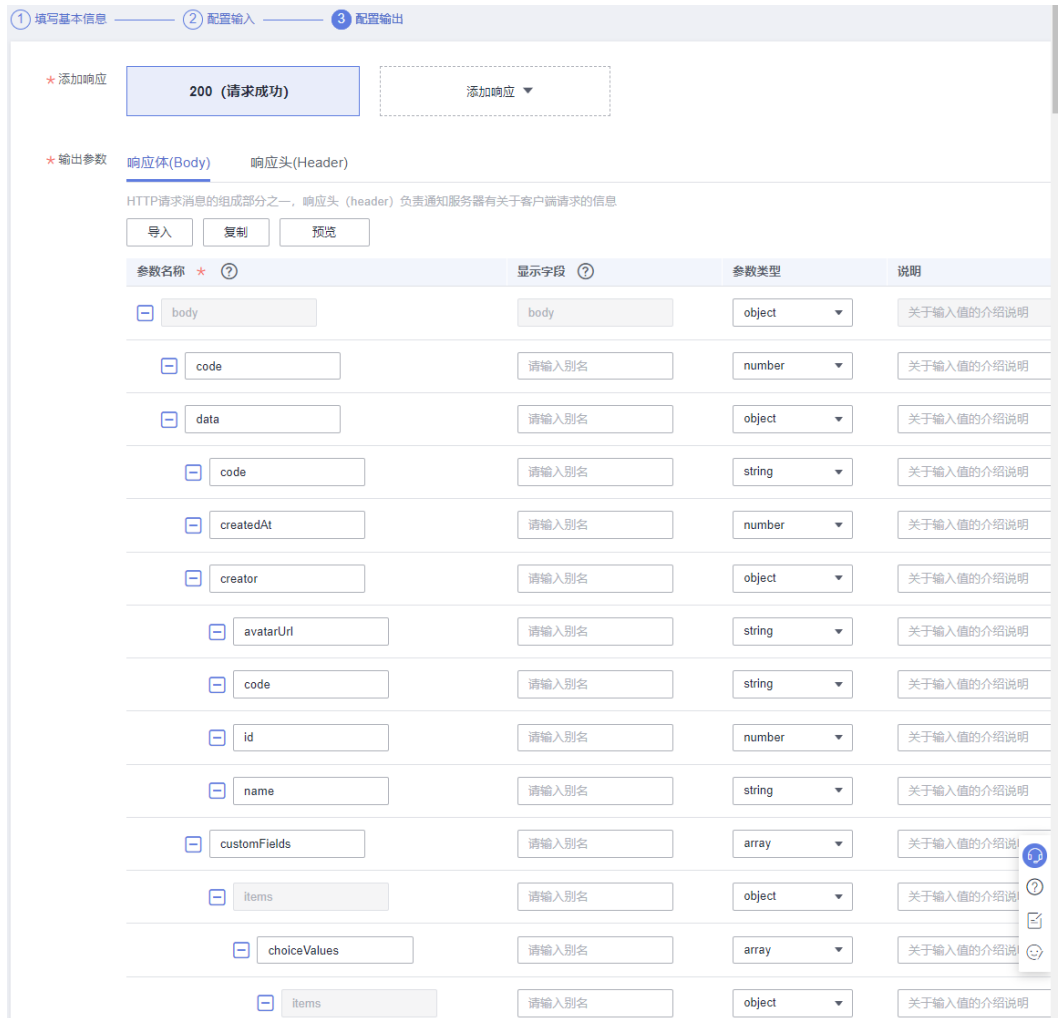 1 填写基本信息 2 配置输入 3 配置输出
* 添加响应 200（请求成功） 添加响应
* 输出参数 响应体(Body) 响应头(Header)
HTTP请求消息的组成部分之一，响应头（header）负责通知服务器有关于客户端请求的信息
导入 复制 预览
参数名称 * ? 显示字段 ? 参数类型 说明
body body object 关于输入值的介绍说明
code 请输入别名 number 关于输入值的介绍说明
data 请输入别名 object 关于输入值的介绍说明
code 请输入别名 string 关于输入值的介绍说明
createdAt 请输入别名 number 关于输入值的介绍说明
creator 请输入别名 object 关于输入值的介绍说明
avatarUrl 请输入别名 string 关于输入值的介绍说明
code 请输入别名 string 关于输入值的介绍说明
id 请输入别名 number 关于输入值的介绍说明
name 请输入别名 string 关于输入值的介绍说明
customFields 请输入别名 array 关于输入值的介绍说
items 请输入别名 object 关于输入值的介绍说
choiceValues 请输入别名 array 关于输入值的介绍说
items 请输入别名 object 关于输入值的介绍说明